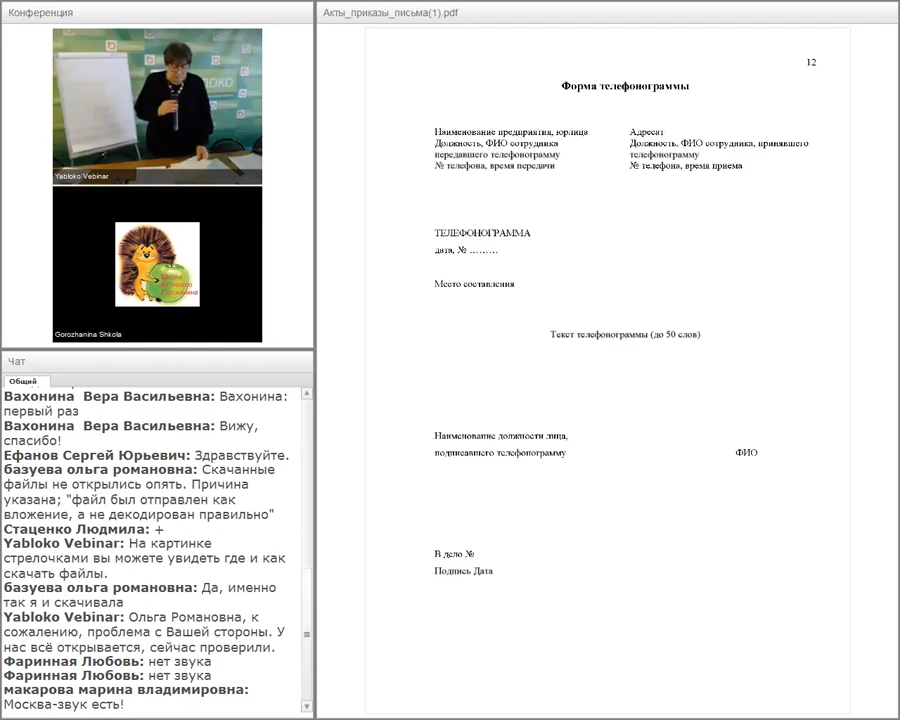 Конференция
Yabloko Vebinar
Школа
Активного
Горожанина
Gorozhanina Shkola
Чат
Общий
Вахонина Вера Васильевна: Вахонина:
первый раз
Вахонина Вера Васильевна: Вижу,
спасибо!
Ефанов Сергей Юрьевич: Здравствуйте.
базуева ольга романовна: Скачанные
файлы не открылись опять. Причина
указана; "файл был отправлен как
вложение, а не декодирован правильно"
Стаценко Людмила: +
Yabloko Vebinar: На картинке
стрелочками вы можете увидеть где и как
скачать файлы.
базуева ольга романовна: Да, именно
так я и скачивала
Yabloko Vebinar: Ольга Романовна, к
сожалению, проблема с Вашей стороны. У
нас всё открывается, сейчас проверили.
Фаринная Любовь: нет звука
Фаринная Любовь: нет звука
макарова марина владимировна:
Москва-звук есть!
Акты_приказы_письма(1).pdf
12
Форма телефонограммы
Наименование предприятия, юрлица
Должность, ФИО сотрудника
передавшего телефонограмму
№ телефона, время передачи
Адресат
Должность, ФИО сотрудника, принявшего
телефонограмму
№ телефона, время приема
ТЕЛЕФОНОГРАММА
дата, № ………
Место составления
Текст телефонограммы (до 50 слов)
Наименование должности лица,
подписавшего телефонограмму ФИО
В дело №
Подпись Дата